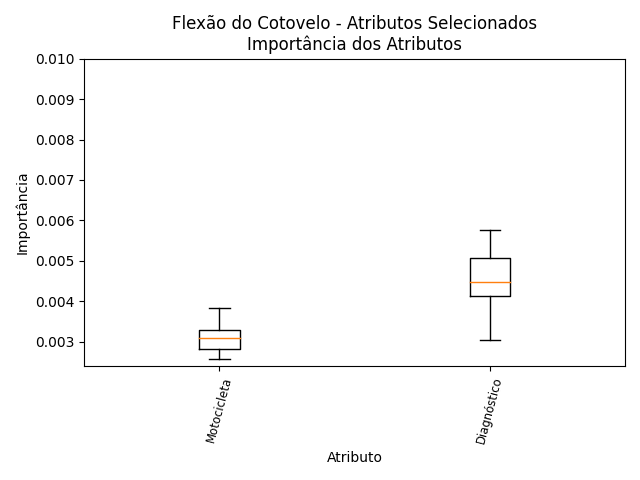 Flexão do Cotovelo - Atributos Selecionados
Importância dos Atributos
0.010
0.009
0.008
0.007
0.006
0.005
0.004
0.003
Importância
Motocicleta
Diagnóstico
Atributo